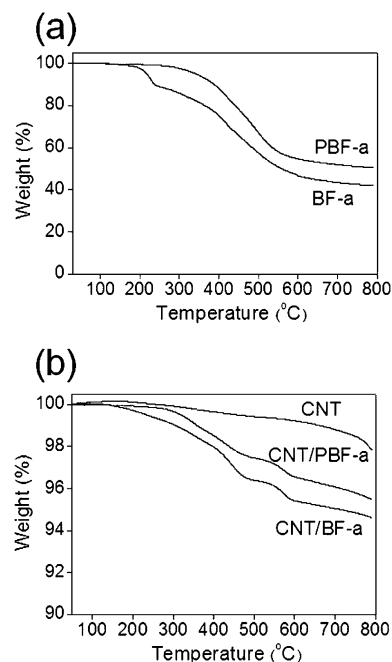 (a)
100
80
60
40
20
0
Weight (%)
PBF-a
BF-a
100 200 300 400 500 600 700 800
Temperature (°C)
(b)
100
98
96
94
92
90
Weight (%)
CNT
CNT/PBF-a
CNT/BF-a
100 200 300 400 500 600 700 800
Temperature (°C)